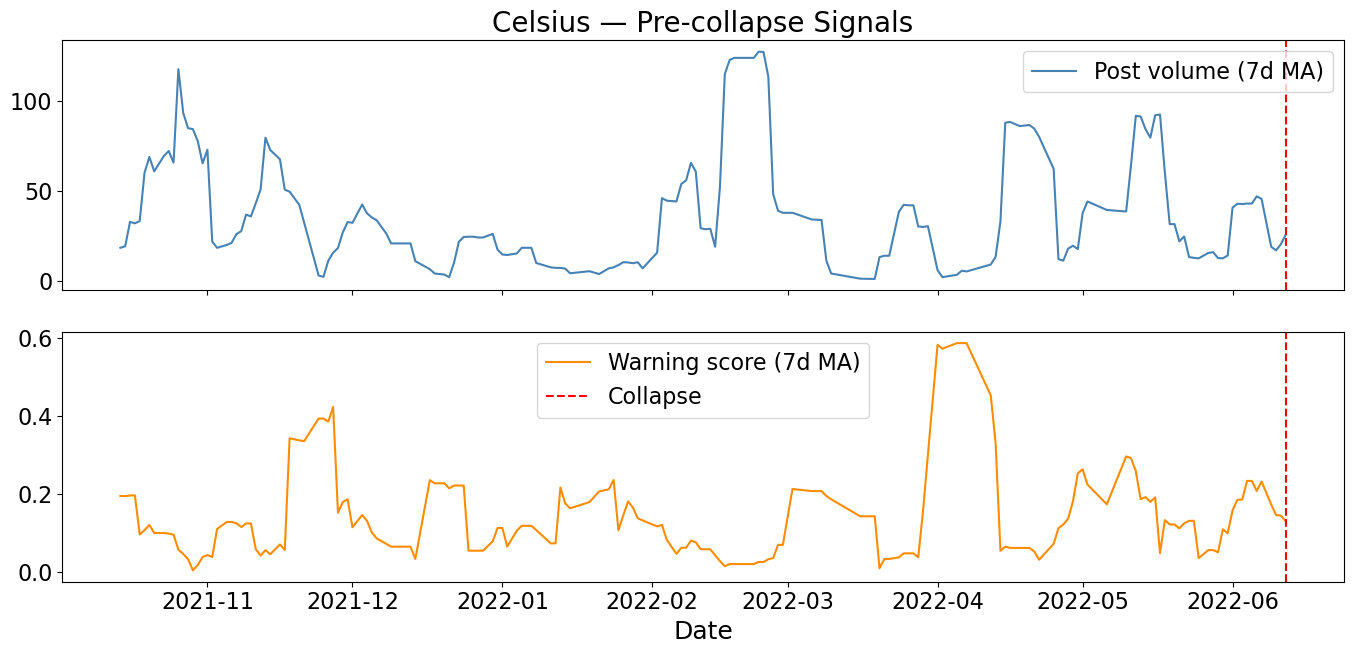 Celsius — Pre-collapse Signals
Post volume (7d MA)
100
50
0
Warning score (7d MA)
Collapse
0.6
0.4
0.2
0.0
2021-11 2021-12 2022-01 2022-02 2022-03 2022-04 2022-05 2022-06
Date